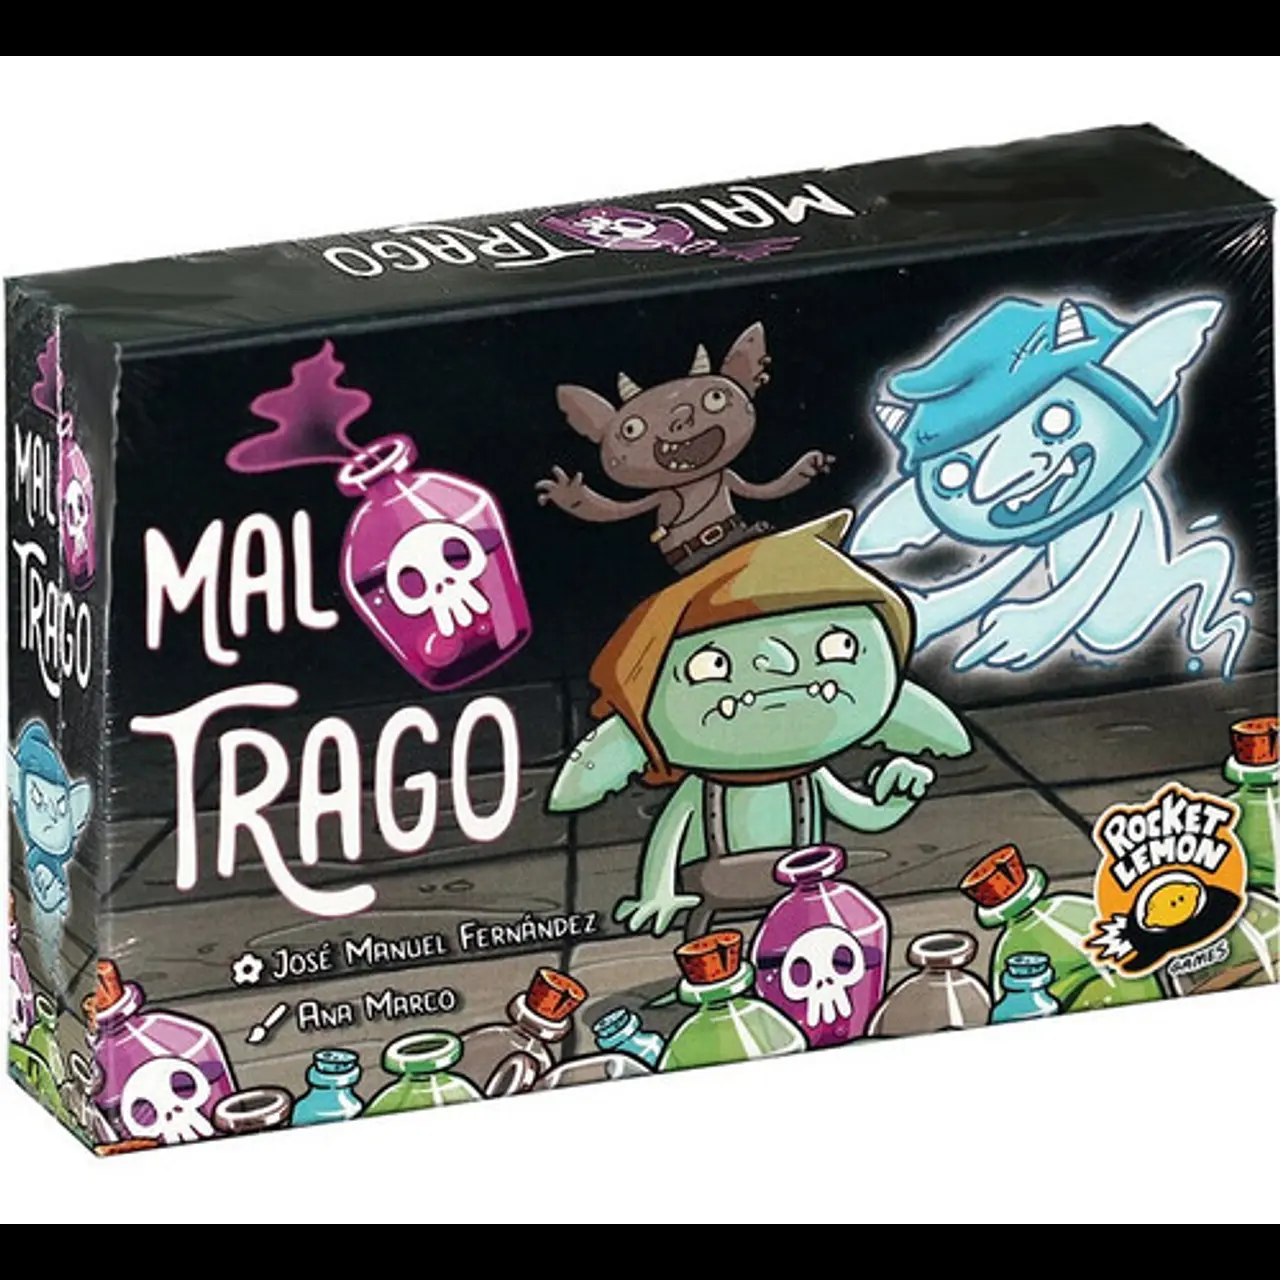 MAL TRAGO
MAL
TRAGO
MAL
TRAGO
JOSÉ MANUEL FERNÁNDEZ
ANA MARCO
ROCKET
LEMON
GAMES